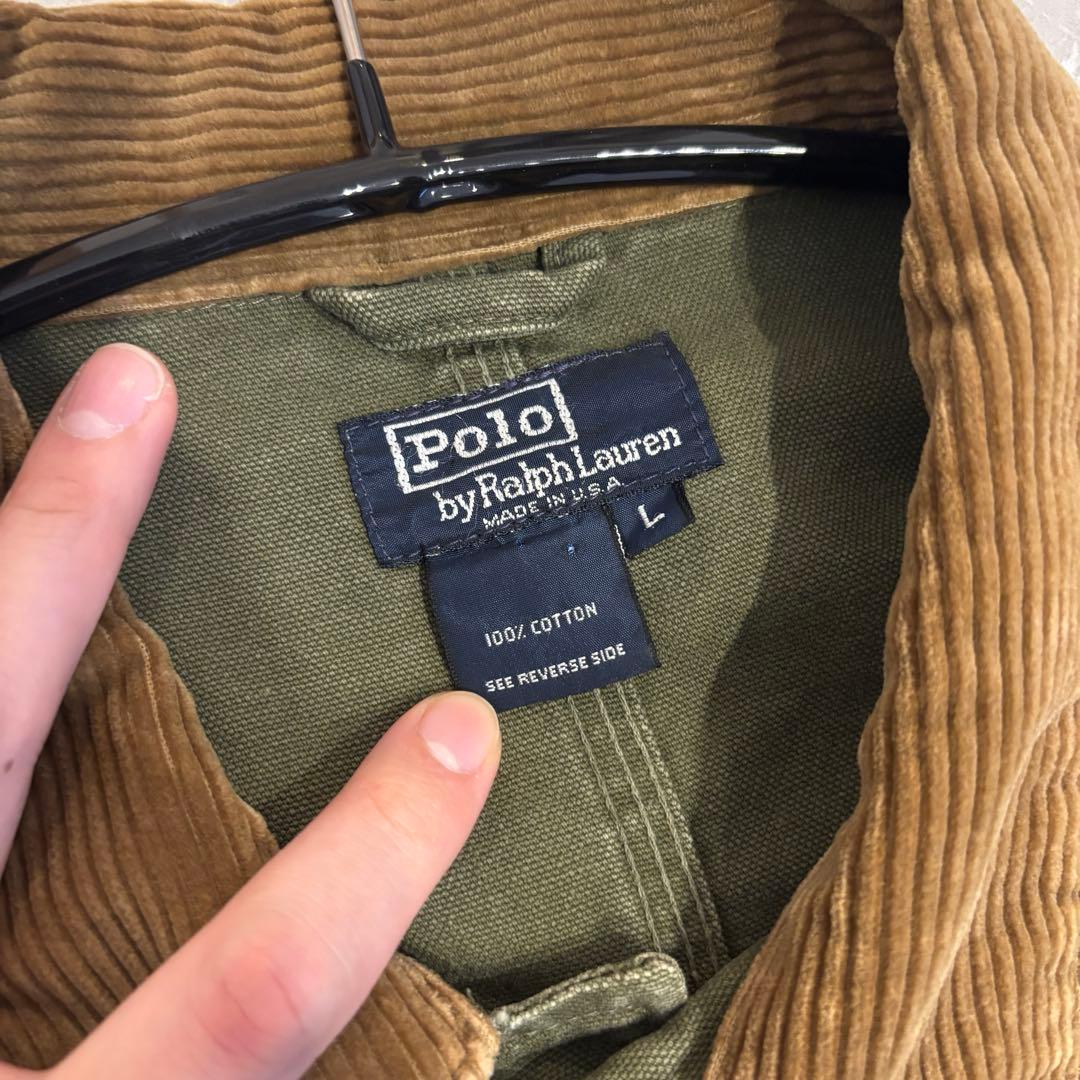 Polo
by Ralph Lauren
MADE IN U.S.A
L
100% COTTON
SEE REVERSE SIDE